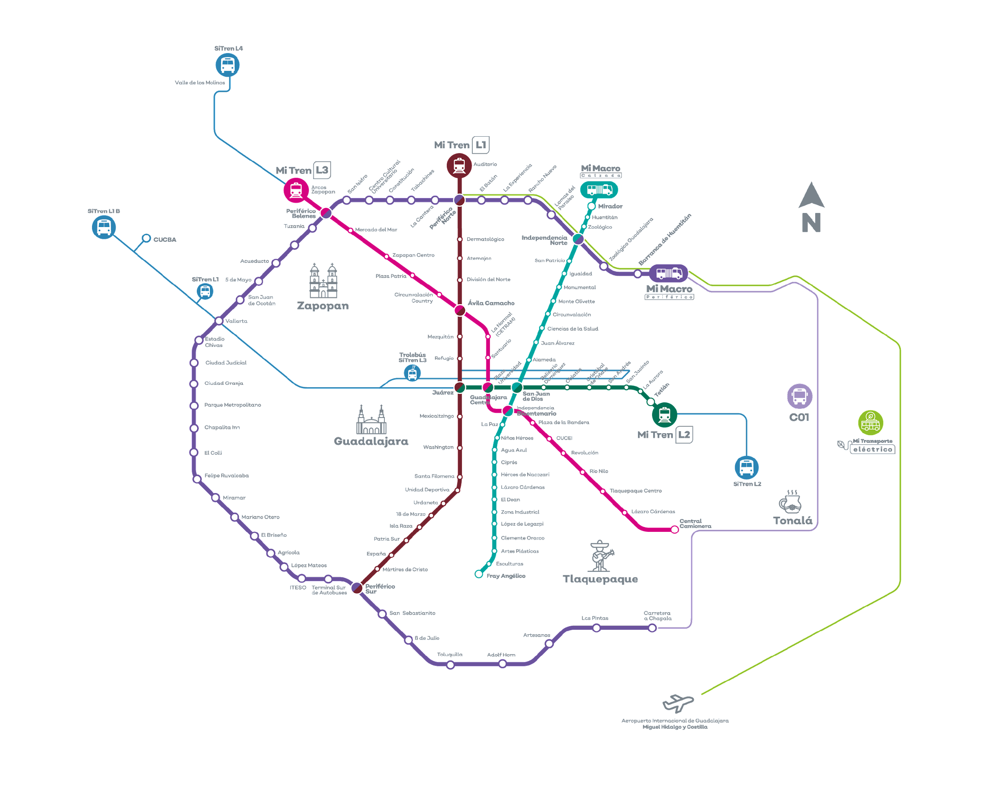 SiTren L4
Valle de los Molinos
Mi Tren L1
Auditorio
Mi Tren L3
Arcos
Zapopan
Mi Macro
Calzada
Mirador
Huentitán
Zoológico
San Isidro
Centro Cultural
Universitario
Constitución
Tabachines
La Cantera
Periférico
Norte
El Batán
La Experiencia
Rancho Nuevo
Lomas del
Paraíso
Independencia
Norte
Zoológico Guadalajara
Barranca de Huentitán
Mi Macro
Periférico
N
SiTren L1 B
CUCBA
SiTren L1
Periférico
Belenes
Tuzanía
Acueducto
5 de Mayo
San Juan
de Ocotán
Vallarta
Estadio
Chivas
Ciudad Judicial
Ciudad Granja
Parque Metropolitano
Chapalita Inn
El Colli
Felipe Ruvalcaba
Miramar
Mariano Otero
El Briseño
Agrícola
López Mateos
ITESO
Terminal Sur
de Autobuses
Periférico
Sur
San Sebastianito
8 de Julio
Toluquilla
Adolf Horn
Artesanos
Las Pintas
Carretera
a Chapala
Zapopan
Mercado del Mar
Zapopan Centro
Plaza Patria
Circunvalación
Country
Ávila Camacho
La Normal
(CETRAM)
Santuario
Dermatológico
Atemajac
División del Norte
Mezquitán
Refugio
Trolebús
SiTren L3
Juárez
Guadalajara
Centro
Plaza
Universidad
San Juan
de Dios
Belisario
Domínguez
Oblatos
Cristóbal
de Oñate
San Andrés
San Jacinto
La Aurora
Tetlán
Mi Tren L2
SiTren L2
San Patricio
Igualdad
Monumental
Monte Olivette
Circunvalación
Ciencias de la Salud
Juan Álvarez
Alameda
Independencia
Bicentenario
La Paz
Niños Héroes
Agua Azul
Ciprés
Héroes de Nacozari
Lázaro Cárdenas
El Dean
Zona Industrial
López de Legazpi
Clemente Orozco
Artes Plásticas
Esculturas
Fray Angélico
Plaza de la Bandera
CUCEI
Revolución
Río Nilo
Tlaquepaque Centro
Lázaro Cárdenas
Central
Camionera
Guadalajara
Mexicaltzingo
Washington
Santa Filomena
Unidad Deportiva
Urdaneta
18 de Marzo
Isla Raza
Patria Sur
España
Mártires de Cristo
Tlaquepaque
Tonalá
C01
Mi Transporte
eléctrico
Aeropuerto Internacional de Guadalajara
Miguel Hidalgo y Costilla